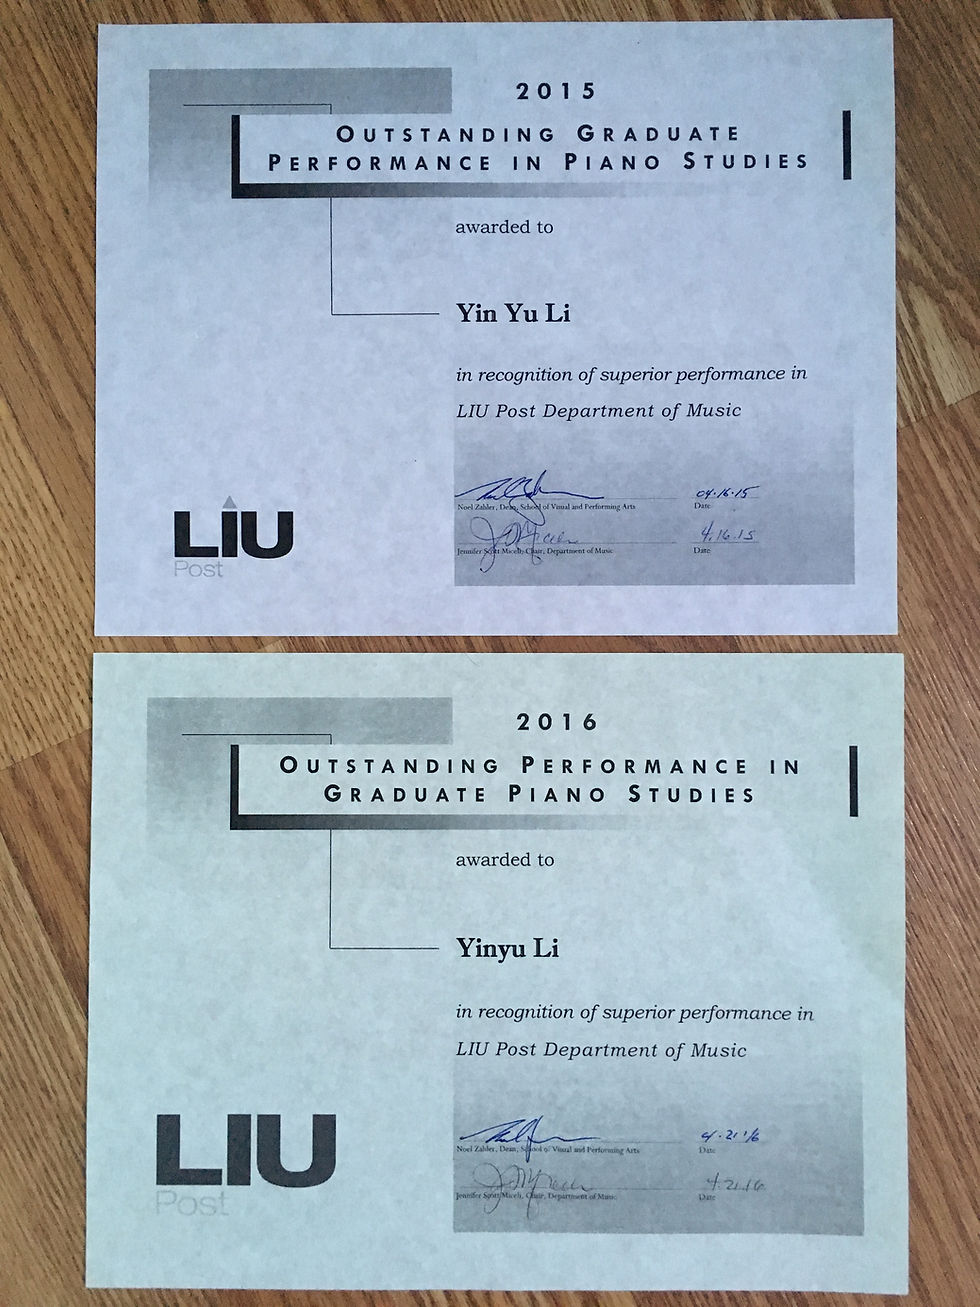 2015
OUTSTANDING GRADUATE
PERFORMANCE IN PIANO STUDIES
awarded to
Yin Yu Li
in recognition of superior performance in
LIU Post Department of Music
04.16.15
Noel Zahler, Dean, School of Visual and Performing Arts
Date
4.16.15
Jennifer Scott Miceli, Chair, Department of Music
Date
LIU
Post
2016
OUTSTANDING PERFORMANCE IN
GRADUATE PIANO STUDIES
awarded to
Yinyu Li
in recognition of superior performance in
LIU Post Department of Music
4.21.16
Noel Zahler, Dean, School of Visual and Performing Arts
Date
4.21.16
Jennifer Scott Miceli, Chair, Department of Music
Date
LIU
Post